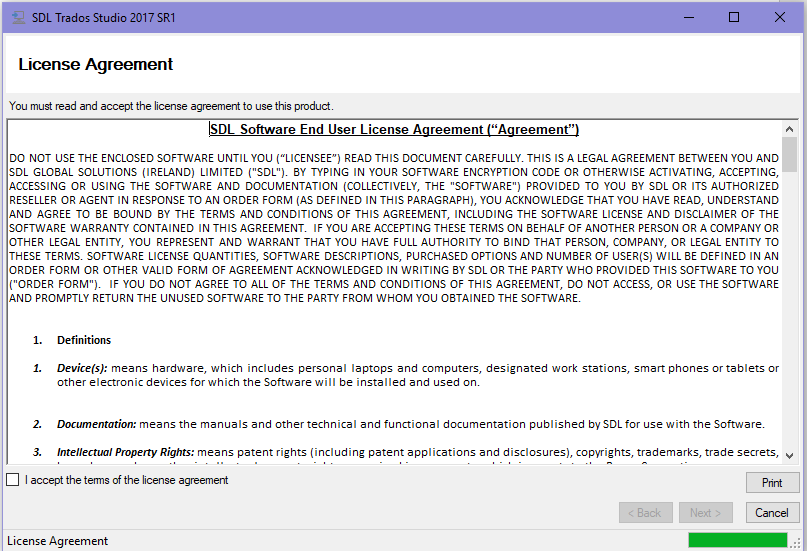 SDL Trados Studio 2017 SR1
License Agreement
You must read and accept the license agreement to use this product.
SDL Software End User License Agreement (“Agreement”)
DO NOT USE THE ENCLOSED SOFTWARE UNTIL YOU (“LICENSEE”) READ THIS DOCUMENT CAREFULLY. THIS IS A LEGAL AGREEMENT BETWEEN YOU AND
SDL GLOBAL SOLUTIONS (IRELAND) LIMITED ("SDL"). BY TYPING IN YOUR SOFTWARE ENCRYPTION CODE OR OTHERWISE ACTIVATING, ACCEPTING,
ACCESSING OR USING THE SOFTWARE AND DOCUMENTATION (COLLECTIVELY, THE "SOFTWARE") PROVIDED TO YOU BY SDL OR ITS AUTHORIZED
RESELLER OR AGENT IN RESPONSE TO AN ORDER FORM (AS DEFINED IN THIS PARAGRAPH), YOU ACKNOWLEDGE THAT YOU HAVE READ, UNDERSTAND
AND AGREE TO BE BOUND BY THE TERMS AND CONDITIONS OF THIS AGREEMENT, INCLUDING THE SOFTWARE LICENSE AND DISCLAIMER OF THE
SOFTWARE WARRANTY CONTAINED IN THIS AGREEMENT. IF YOU ARE ACCEPTING THESE TERMS ON BEHALF OF ANOTHER PERSON OR A COMPANY OR
OTHER LEGAL ENTITY, YOU REPRESENT AND WARRANT THAT YOU HAVE FULL AUTHORITY TO BIND THAT PERSON, COMPANY, OR LEGAL ENTITY TO
THESE TERMS. SOFTWARE LICENSE QUANTITIES, SOFTWARE DESCRIPTIONS, PURCHASED OPTIONS AND NUMBER OF USER(S) WILL BE DEFINED IN AN
ORDER FORM OR OTHER VALID FORM OF AGREEMENT ACKNOWLEDGED IN WRITING BY SDL OR THE PARTY WHO PROVIDED THIS SOFTWARE TO YOU
("ORDER FORM"). IF YOU DO NOT AGREE TO ALL OF THE TERMS AND CONDITIONS OF THIS AGREEMENT, DO NOT ACCESS, OR USE THE SOFTWARE
AND PROMPTLY RETURN THE UNUSED SOFTWARE TO THE PARTY FROM WHOM YOU OBTAINED THE SOFTWARE.
1. Definitions
1. Device(s): means hardware, which includes personal laptops and computers, designated work stations, smart phones or tablets or
other electronic devices for which the Software will be installed and used on.
2. Documentation: means the manuals and other technical and functional documentation published by SDL for use with the Software.
3. Intellectual Property Rights: means patent rights (including patent applications and disclosures), copyrights, trademarks, trade secrets,
I accept the terms of the license agreement
Print
< Back
Next >
Cancel
License Agreement